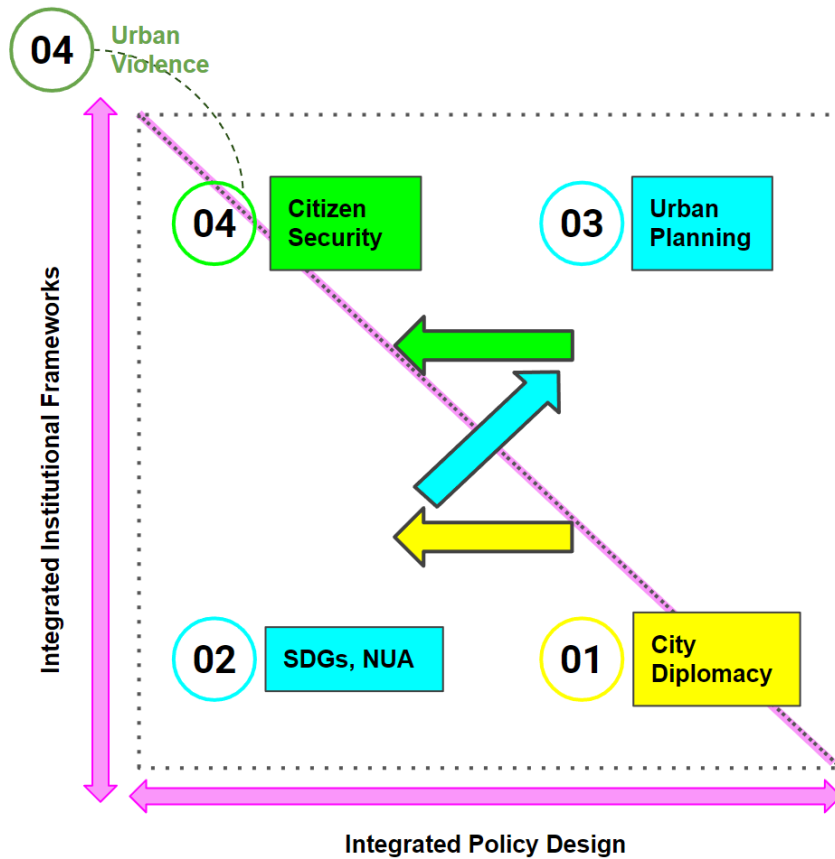 04
Urban
Violence
04
Citizen
Security
03
Urban
Planning
Integrated Institutional Frameworks
02
SDGs, NUA
01
City
Diplomacy
Integrated Policy Design